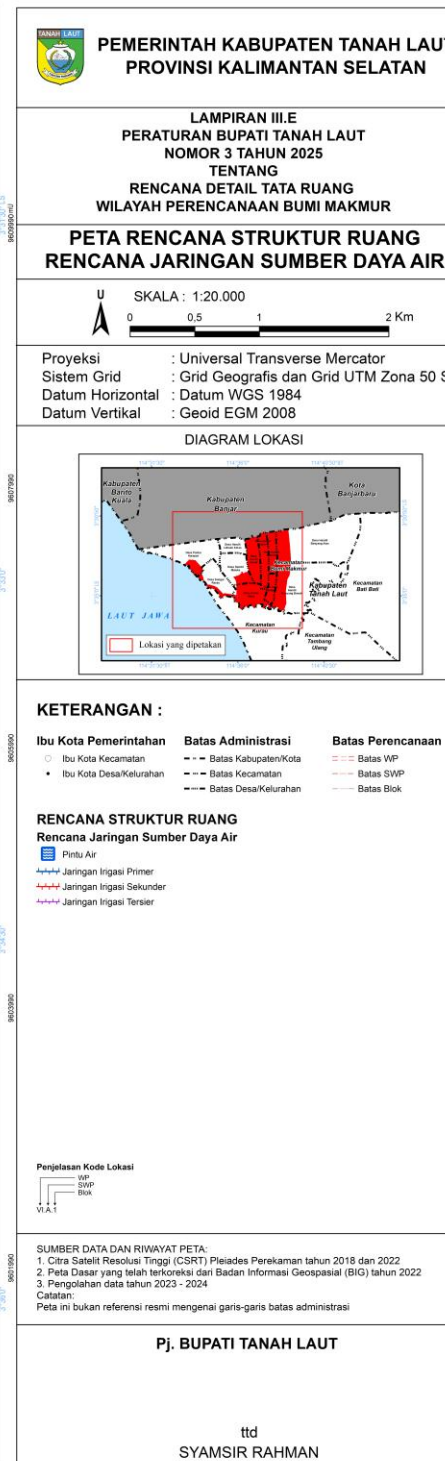 TANAH LAUT
PEMERINTAH KABUPATEN TANAH LAUT
PROVINSI KALIMANTAN SELATAN
LAMPIRAN III.E
PERATURAN BUPATI TANAH LAUT
NOMOR 3 TAHUN 2025
TENTANG
RENCANA DETAIL TATA RUANG
WILAYAH PERENCANAAN BUMI MAKMUR
PETA RENCANA STRUKTUR RUANG
RENCANA JARINGAN SUMBER DAYA AIR
U
SKALA : 1:20.000
0 0,5 1 2 Km
Proyeksi : Universal Transverse Mercator
Sistem Grid : Grid Geografis dan Grid UTM Zona 50 S
Datum Horizontal : Datum WGS 1984
Datum Vertikal : Geoid EGM 2008
DIAGRAM LOKASI
Kabupaten
Barito
Kuala
Kabupaten
Banjar
Kota
Banjarbaru
Kecamatan
Bumi Makmur
Kabupaten
Tanah Laut
Kecamatan
Bati Bati
LAUT JAWA
Kecamatan
Kurau
Kecamatan
Tambang
Ulang
Lokasi yang dipetakan
KETERANGAN :
Ibu Kota Pemerintahan
Ibu Kota Kecamatan
Ibu Kota Desa/Kelurahan
Batas Administrasi
Batas Kabupaten/Kota
Batas Kecamatan
Batas Desa/Kelurahan
Batas Perencanaan
Batas WP
Batas SWP
Batas Blok
RENCANA STRUKTUR RUANG
Rencana Jaringan Sumber Daya Air
Pintu Air
Jaringan Irigasi Primer
Jaringan Irigasi Sekunder
Jaringan Irigasi Tersier
Penjelasan Kode Lokasi
WP
SWP
Blok
VI.A.1
SUMBER DATA DAN RIWAYAT PETA:
1. Citra Satelit Resolusi Tinggi (CSRT) Pleiades Perekaman tahun 2018 dan 2022
2. Peta Dasar yang telah terkoreksi dari Badan Informasi Geospasial (BIG) tahun 2022
3. Pengolahan data tahun 2023 - 2024
Catatan:
Peta ini bukan referensi resmi mengenai garis-garis batas administrasi
Pj. BUPATI TANAH LAUT
ttd
SYAMSIR RAHMAN
9607990
9605990
9603990
9601990